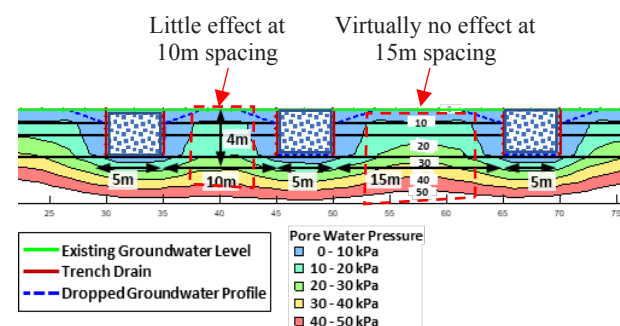 Little effect at
10m spacing
Virtually no effect at
15m spacing
10
20
30
40
50
4m
5m
10m
5m
15m
5m
25 30 35 40 45 50 55 60 65 70 75
Existing Groundwater Level
Trench Drain
Dropped Groundwater Profile
Pore Water Pressure
0 - 10 kPa
10 - 20 kPa
20 - 30 kPa
30 - 40 kPa
40 - 50 kPa